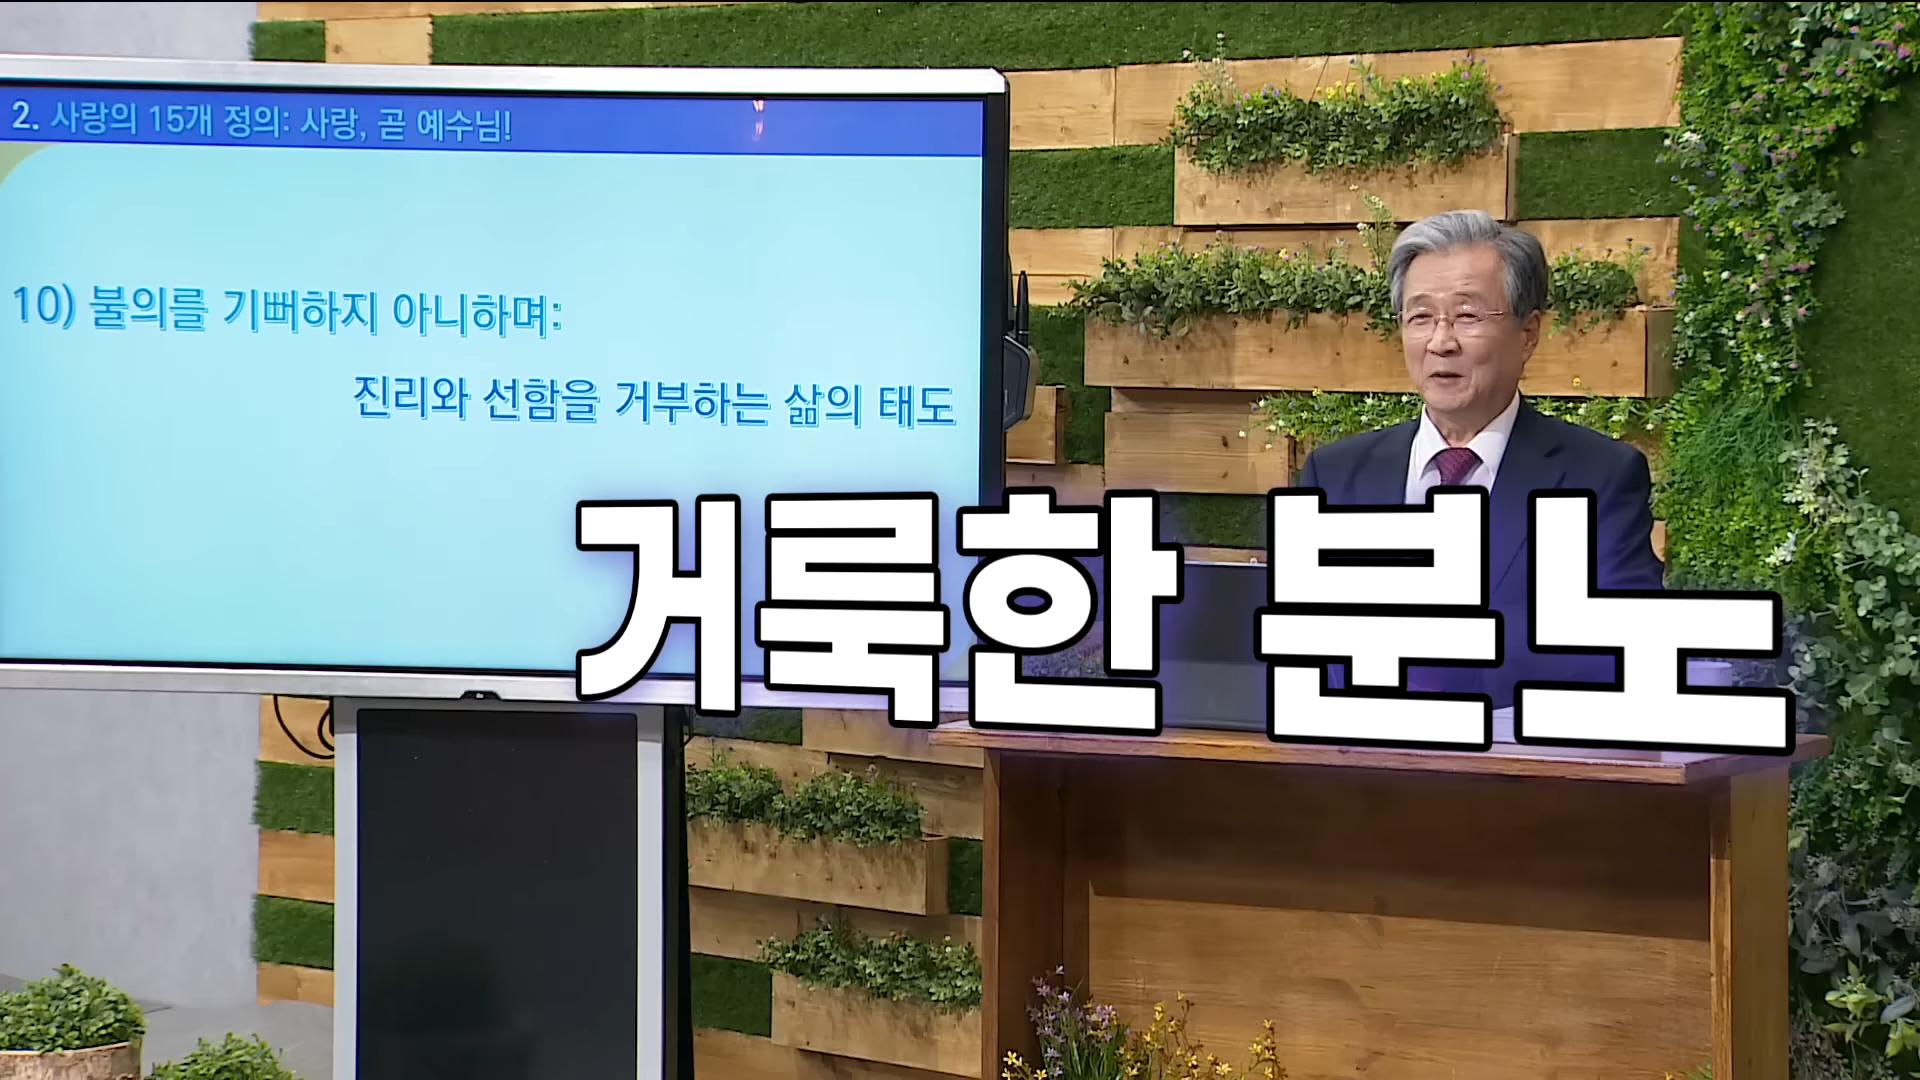 2. 사랑의 15개 정의: 사랑, 곧 예수님!
10) 불의를 기뻐하지 아니하며:
진리와 선함을 거부하는 삶의 태도
거룩한 분노